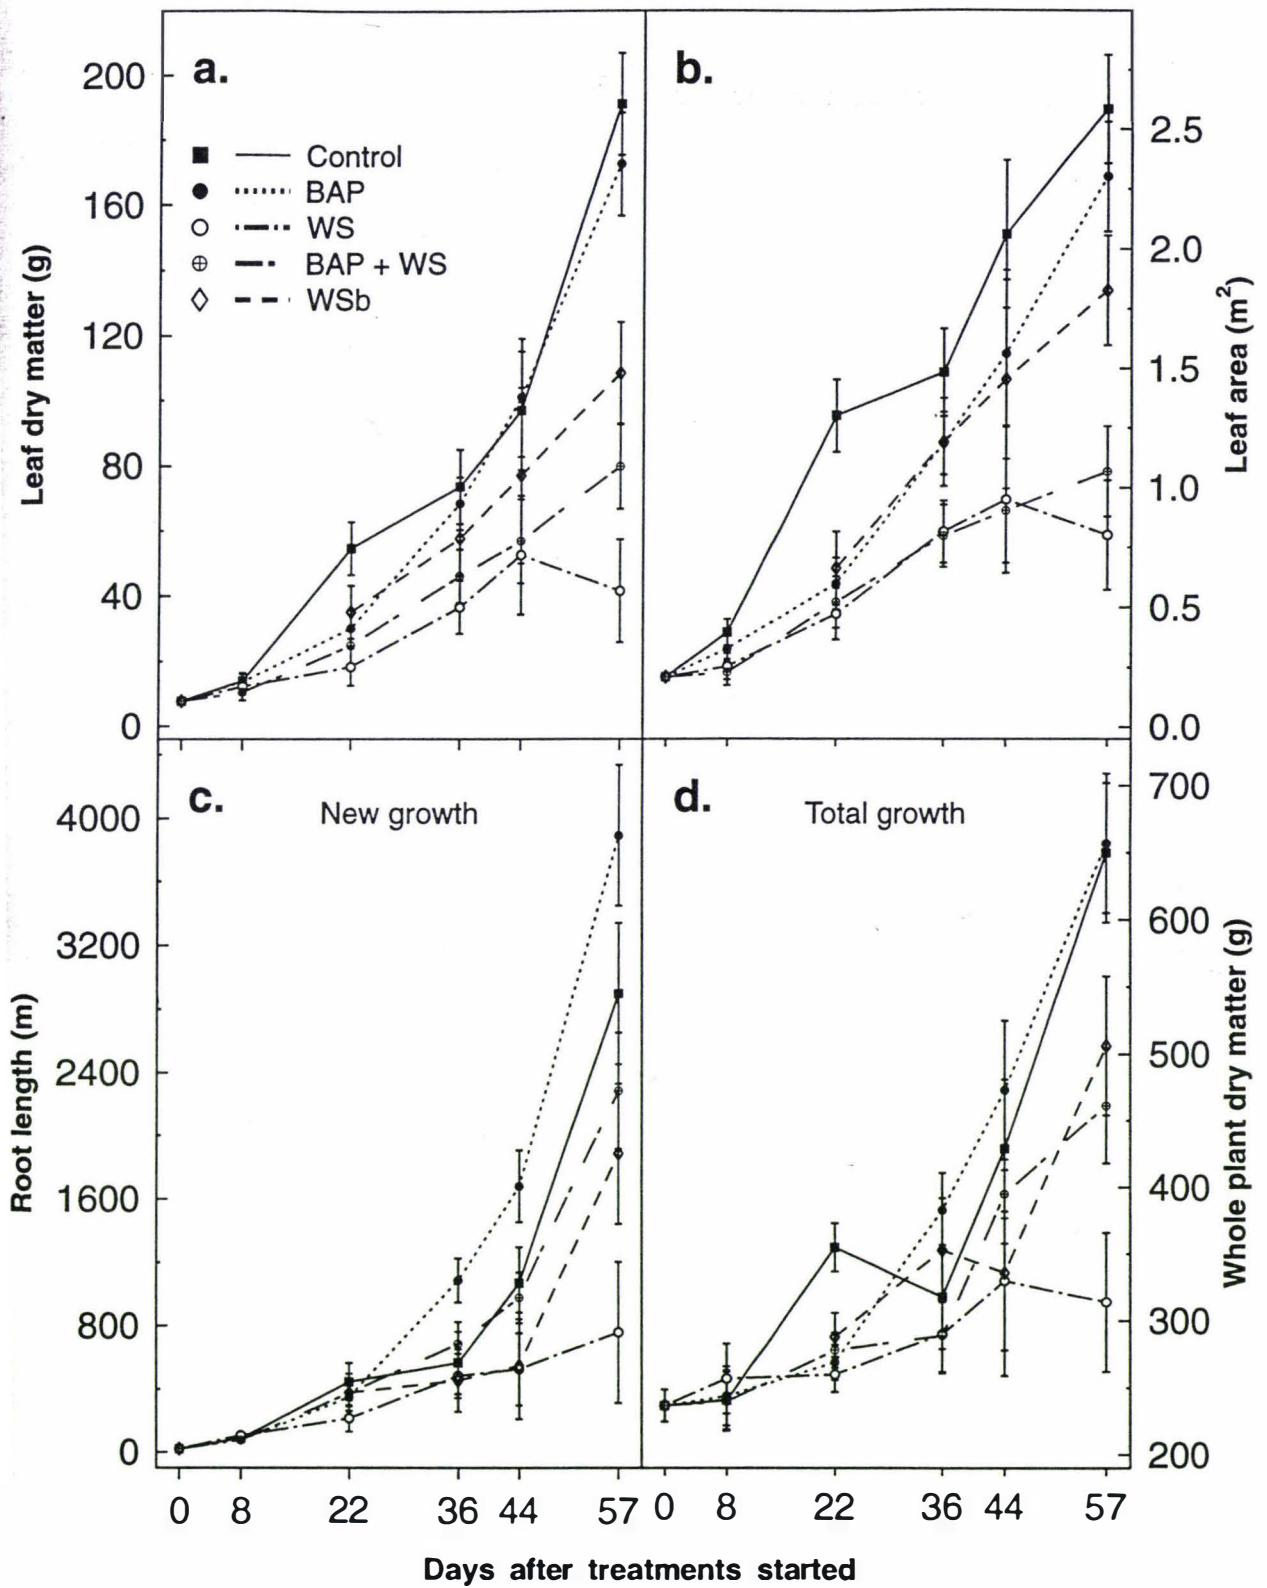 a.
b.
200
160
120
80
40
0
Leaf dry matter (g)
Control
BAP
WS
BAP + WS
WSb
2.5
2.0
1.5
1.0
0.5
0.0
Leaf area (m²)
c.
New growth
d.
Total growth
4000
3200
2400
1600
800
0
Root length (m)
700
600
500
400
300
200
Whole plant dry matter (g)
0 8 22 36 44 57 0 8 22 36 44 57
Days after treatments started